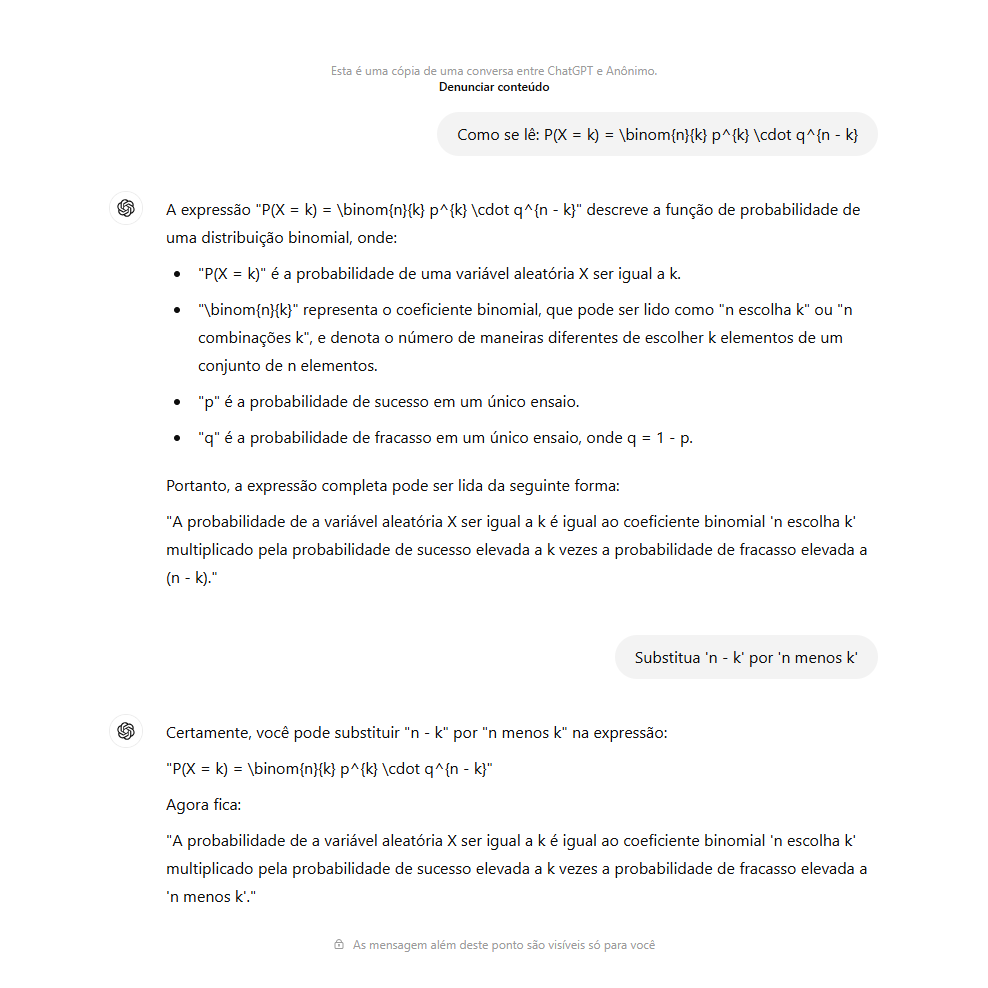 Esta é uma cópia de uma conversa entre ChatGPT e Anônimo.
Denunciar conteúdo
Como se lê: P(X = k) = \binom{n}{k} p^{k} \cdot q^{n - k}
A expressão "P(X = k) = \binom{n}{k} p^{k} \cdot q^{n - k}" descreve a função de probabilidade de
uma distribuição binomial, onde:
• "P(X = k)" é a probabilidade de uma variável aleatória X ser igual a k.
• "\binom{n}{k}" representa o coeficiente binomial, que pode ser lido como "n escolha k" ou "n
combinações k", e denota o número de maneiras diferentes de escolher k elementos de um
conjunto de n elementos.
• "p" é a probabilidade de sucesso em um único ensaio.
• "q" é a probabilidade de fracasso em um único ensaio, onde q = 1 - p.
Portanto, a expressão completa pode ser lida da seguinte forma:
"A probabilidade de a variável aleatória X ser igual a k é igual ao coeficiente binomial 'n escolha k'
multiplicado pela probabilidade de sucesso elevada a k vezes a probabilidade de fracasso elevada a
(n - k)."
Substitua 'n - k' por 'n menos k'
Certamente, você pode substituir "n - k" por "n menos k" na expressão:
"P(X = k) = \binom{n}{k} p^{k} \cdot q^{n - k}"
Agora fica:
"A probabilidade de a variável aleatória X ser igual a k é igual ao coeficiente binomial 'n escolha k'
multiplicado pela probabilidade de sucesso elevada a k vezes a probabilidade de fracasso elevada a
'n menos k'."
As mensagem além deste ponto são visíveis só para você